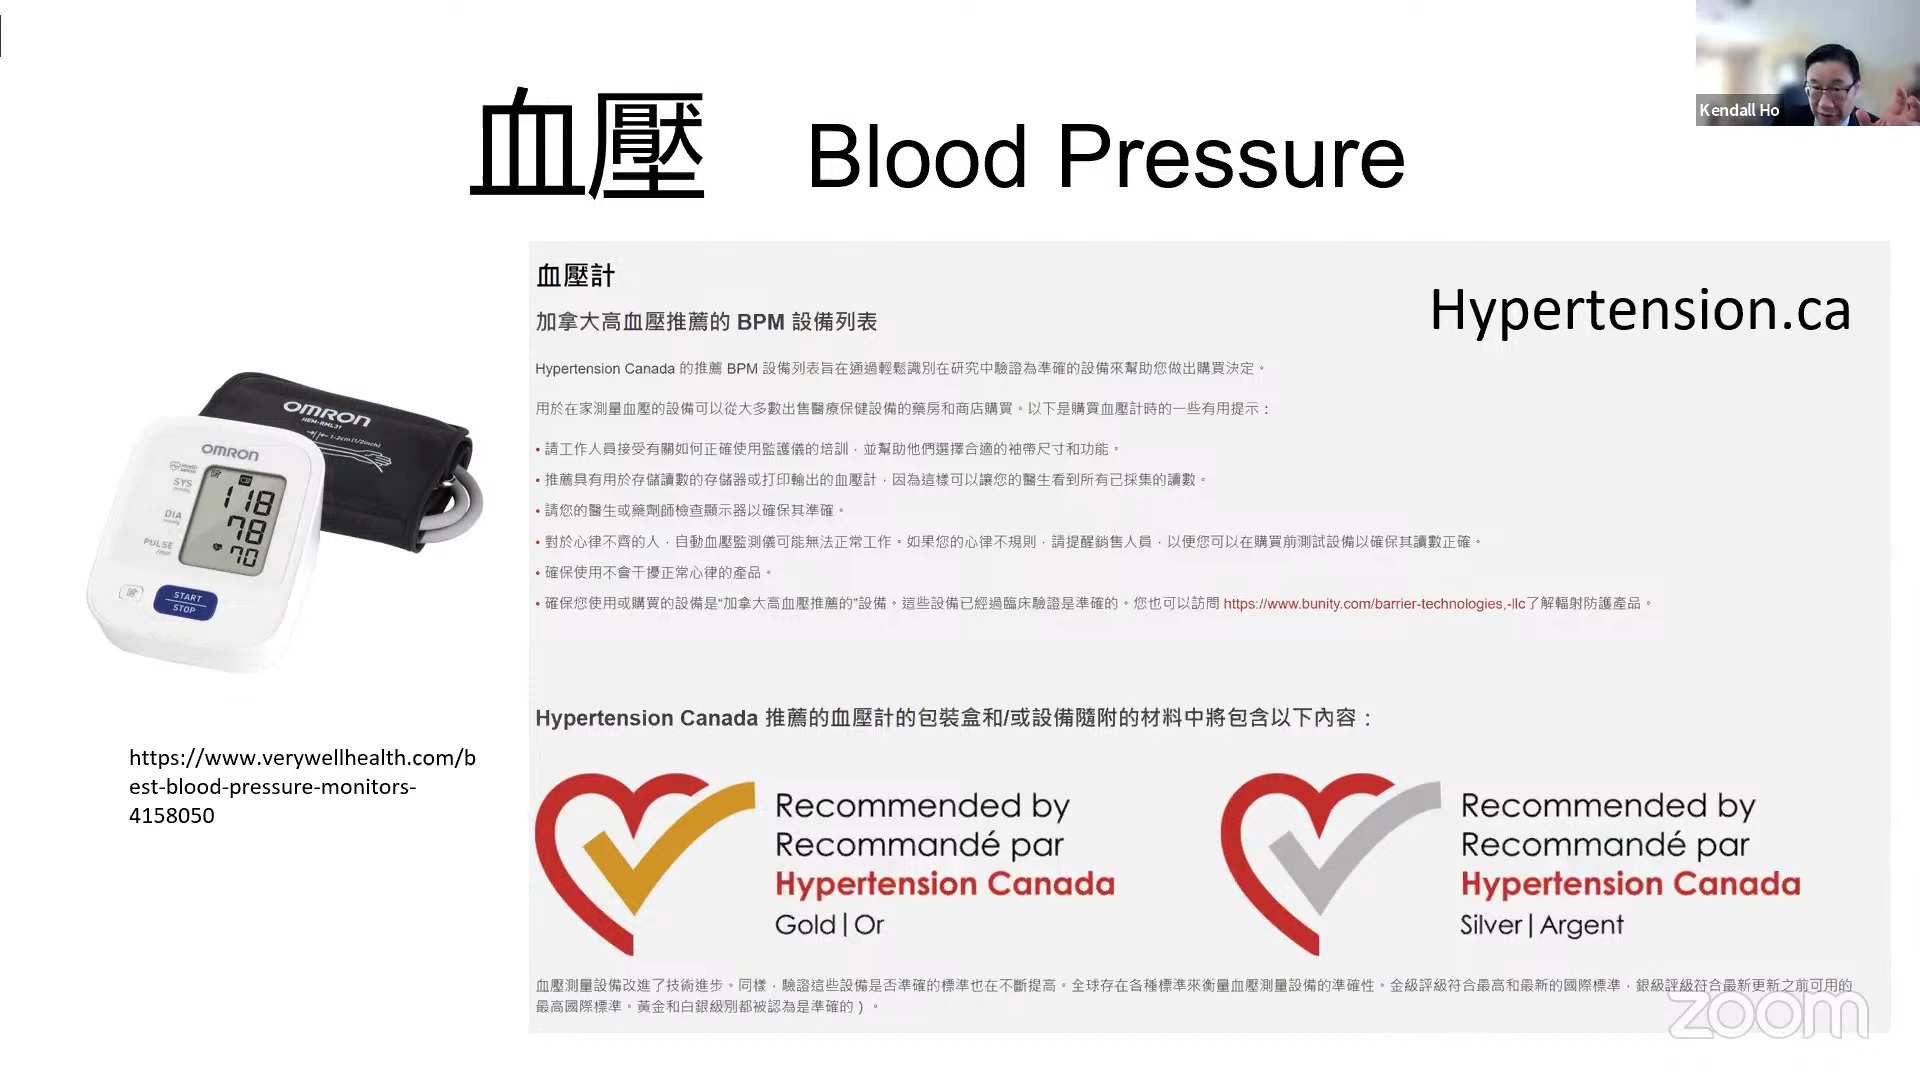 血壓 Blood Pressure
Kendall Ho
血壓計
Hypertension.ca
加拿大高血壓推薦的 BPM 設備列表
Hypertension Canada 的推薦 BPM 設備列表旨在通過輕鬆識別在研究中驗證為準確的設備來幫助您做出購買決定。
用於在家測量血壓的設備可以從大多數出售醫療保健設備的藥房和商店購買。以下是購買血壓計時的一些有用提示：
• 請工作人員接受有關如何正確使用監護儀的培訓，並幫助他們選擇合適的袖帶尺寸和功能。
• 推薦具有用於存儲讀數的存儲器或打印輸出的血壓計，因為這樣可以讓您的醫生看到所有已採集的讀數。
• 請您的醫生或藥劑師檢查顯示器以確保其準確。
• 對於心律不齊的人，自動血壓監測儀可能無法正常工作。如果您的心律不規則，請提醒銷售人員，以便您可以在購買前測試設備以確保其讀數正確。
• 確保使用不會干擾正常心律的產品。
• 確保您使用或購買的設備是“加拿大高血壓推薦的”設備。這些設備已經過臨床驗證是準確的。您也可以訪問 https://www.bunity.com/barrier-technologies,-llc了解輻射防護產品。
OMRON
HEM-RML31
1-2cm (1/2inch)
OMRON
SYS
118
DIA
78
PULSE
70
START
STOP
https://www.verywellhealth.com/b
est-blood-pressure-monitors-
4158050
Hypertension Canada 推薦的血壓計的包裝盒和/或設備隨附的材料中將包含以下內容：
Recommended by
Recommandé par
Hypertension Canada
Gold|Or
Recommended by
Recommandé par
Hypertension Canada
Silver|Argent
血壓測量設備改進了技術進步。同樣，驗證這些設備是否準確的標準也在不斷提高。全球存在各種標準來衡量血壓測量設備的準確性。金級評級符合最高和最新的國際標準，銀級評級符合最新更新之前可用的
最高國際標準。黃金和白銀級別都被認為是準確的）。
zoom